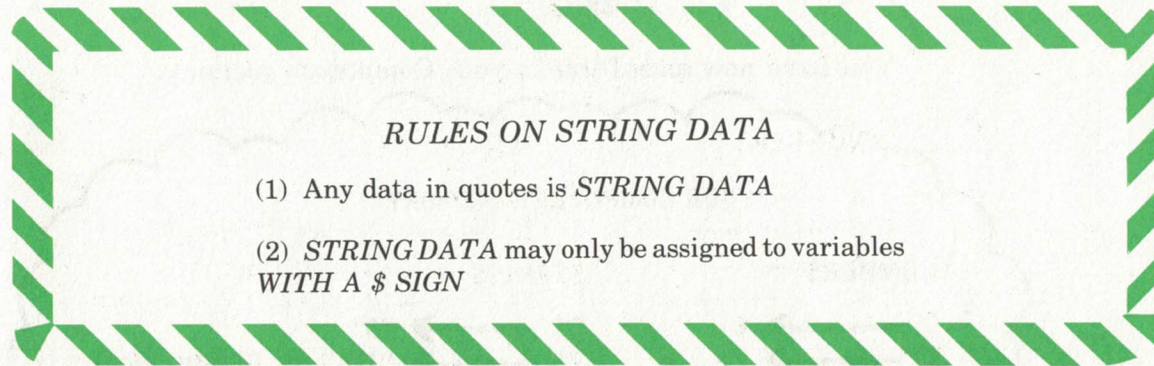 RULES ON STRING DATA
(1) Any data in quotes is STRING DATA
(2) STRING DATA may only be assigned to variables
WITH A $ SIGN